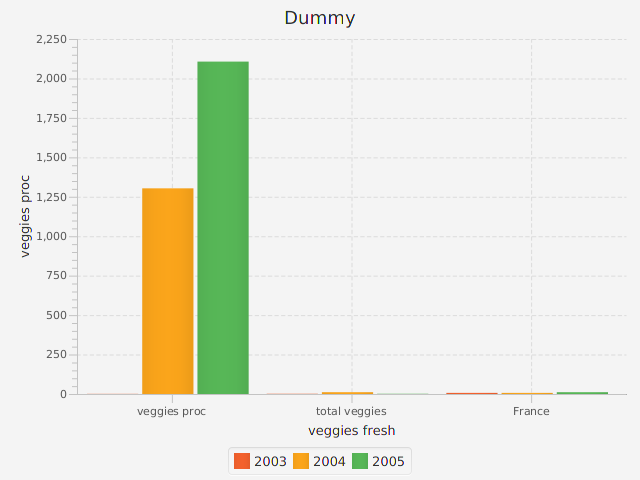 Dummy
2,250
2,000
1,750
1,500
1,250
1,000
750
500
250
0
veggies proc
veggies proc
total veggies
France
veggies fresh
2003
2004
2005